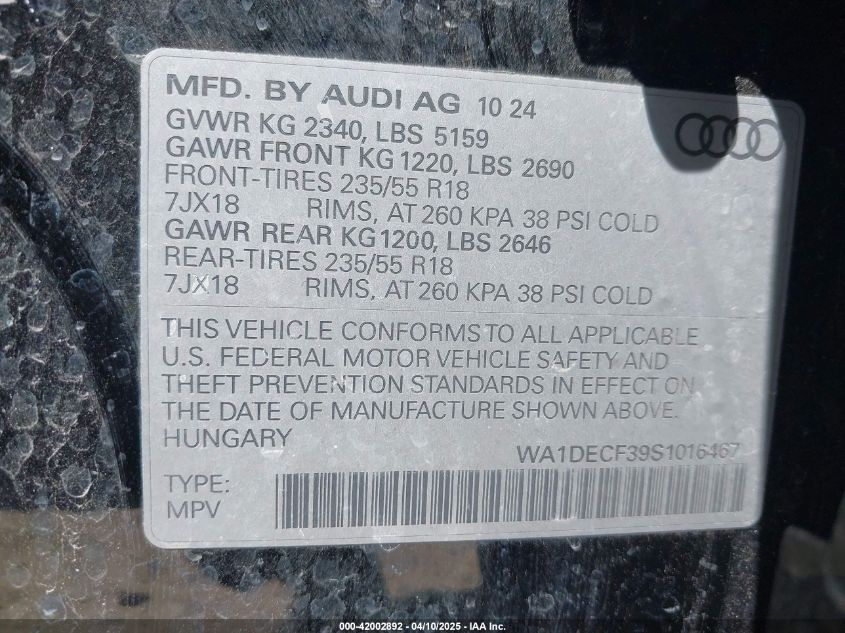 MFD. BY AUDI AG 10 24
GVWR KG 2340, LBS 5159
GAWR FRONT KG 1220, LBS 2690
FRONT-TIRES 235/55 R18
7JX18 RIMS, AT 260 KPA 38 PSI COLD
GAWR REAR KG 1200, LBS 2646
REAR-TIRES 235/55 R18
7JX18 RIMS, AT 260 KPA 38 PSI COLD
THIS VEHICLE CONFORMS TO ALL APPLICABLE
U.S. FEDERAL MOTOR VEHICLE SAFETY AND
THEFT PREVENTION STANDARDS IN EFFECT ON
THE DATE OF MANUFACTURE SHOWN ABOVE.
HUNGARY
WA1DECF39S1016467
TYPE:
MPV
000-42002892 - 04/10/2025 - IAA Inc.